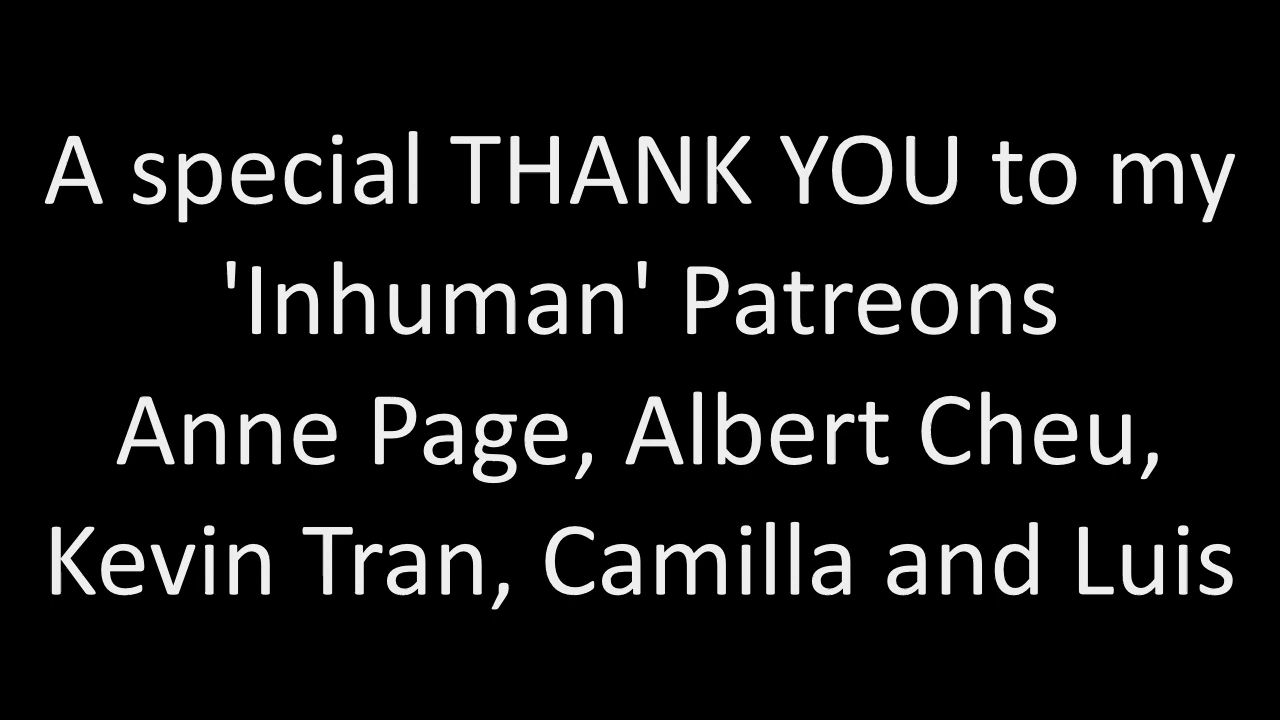 A special THANK YOU to my
'Inhuman' Patreons
Anne Page, Albert Cheu,
Kevin Tran, Camilla and Luis